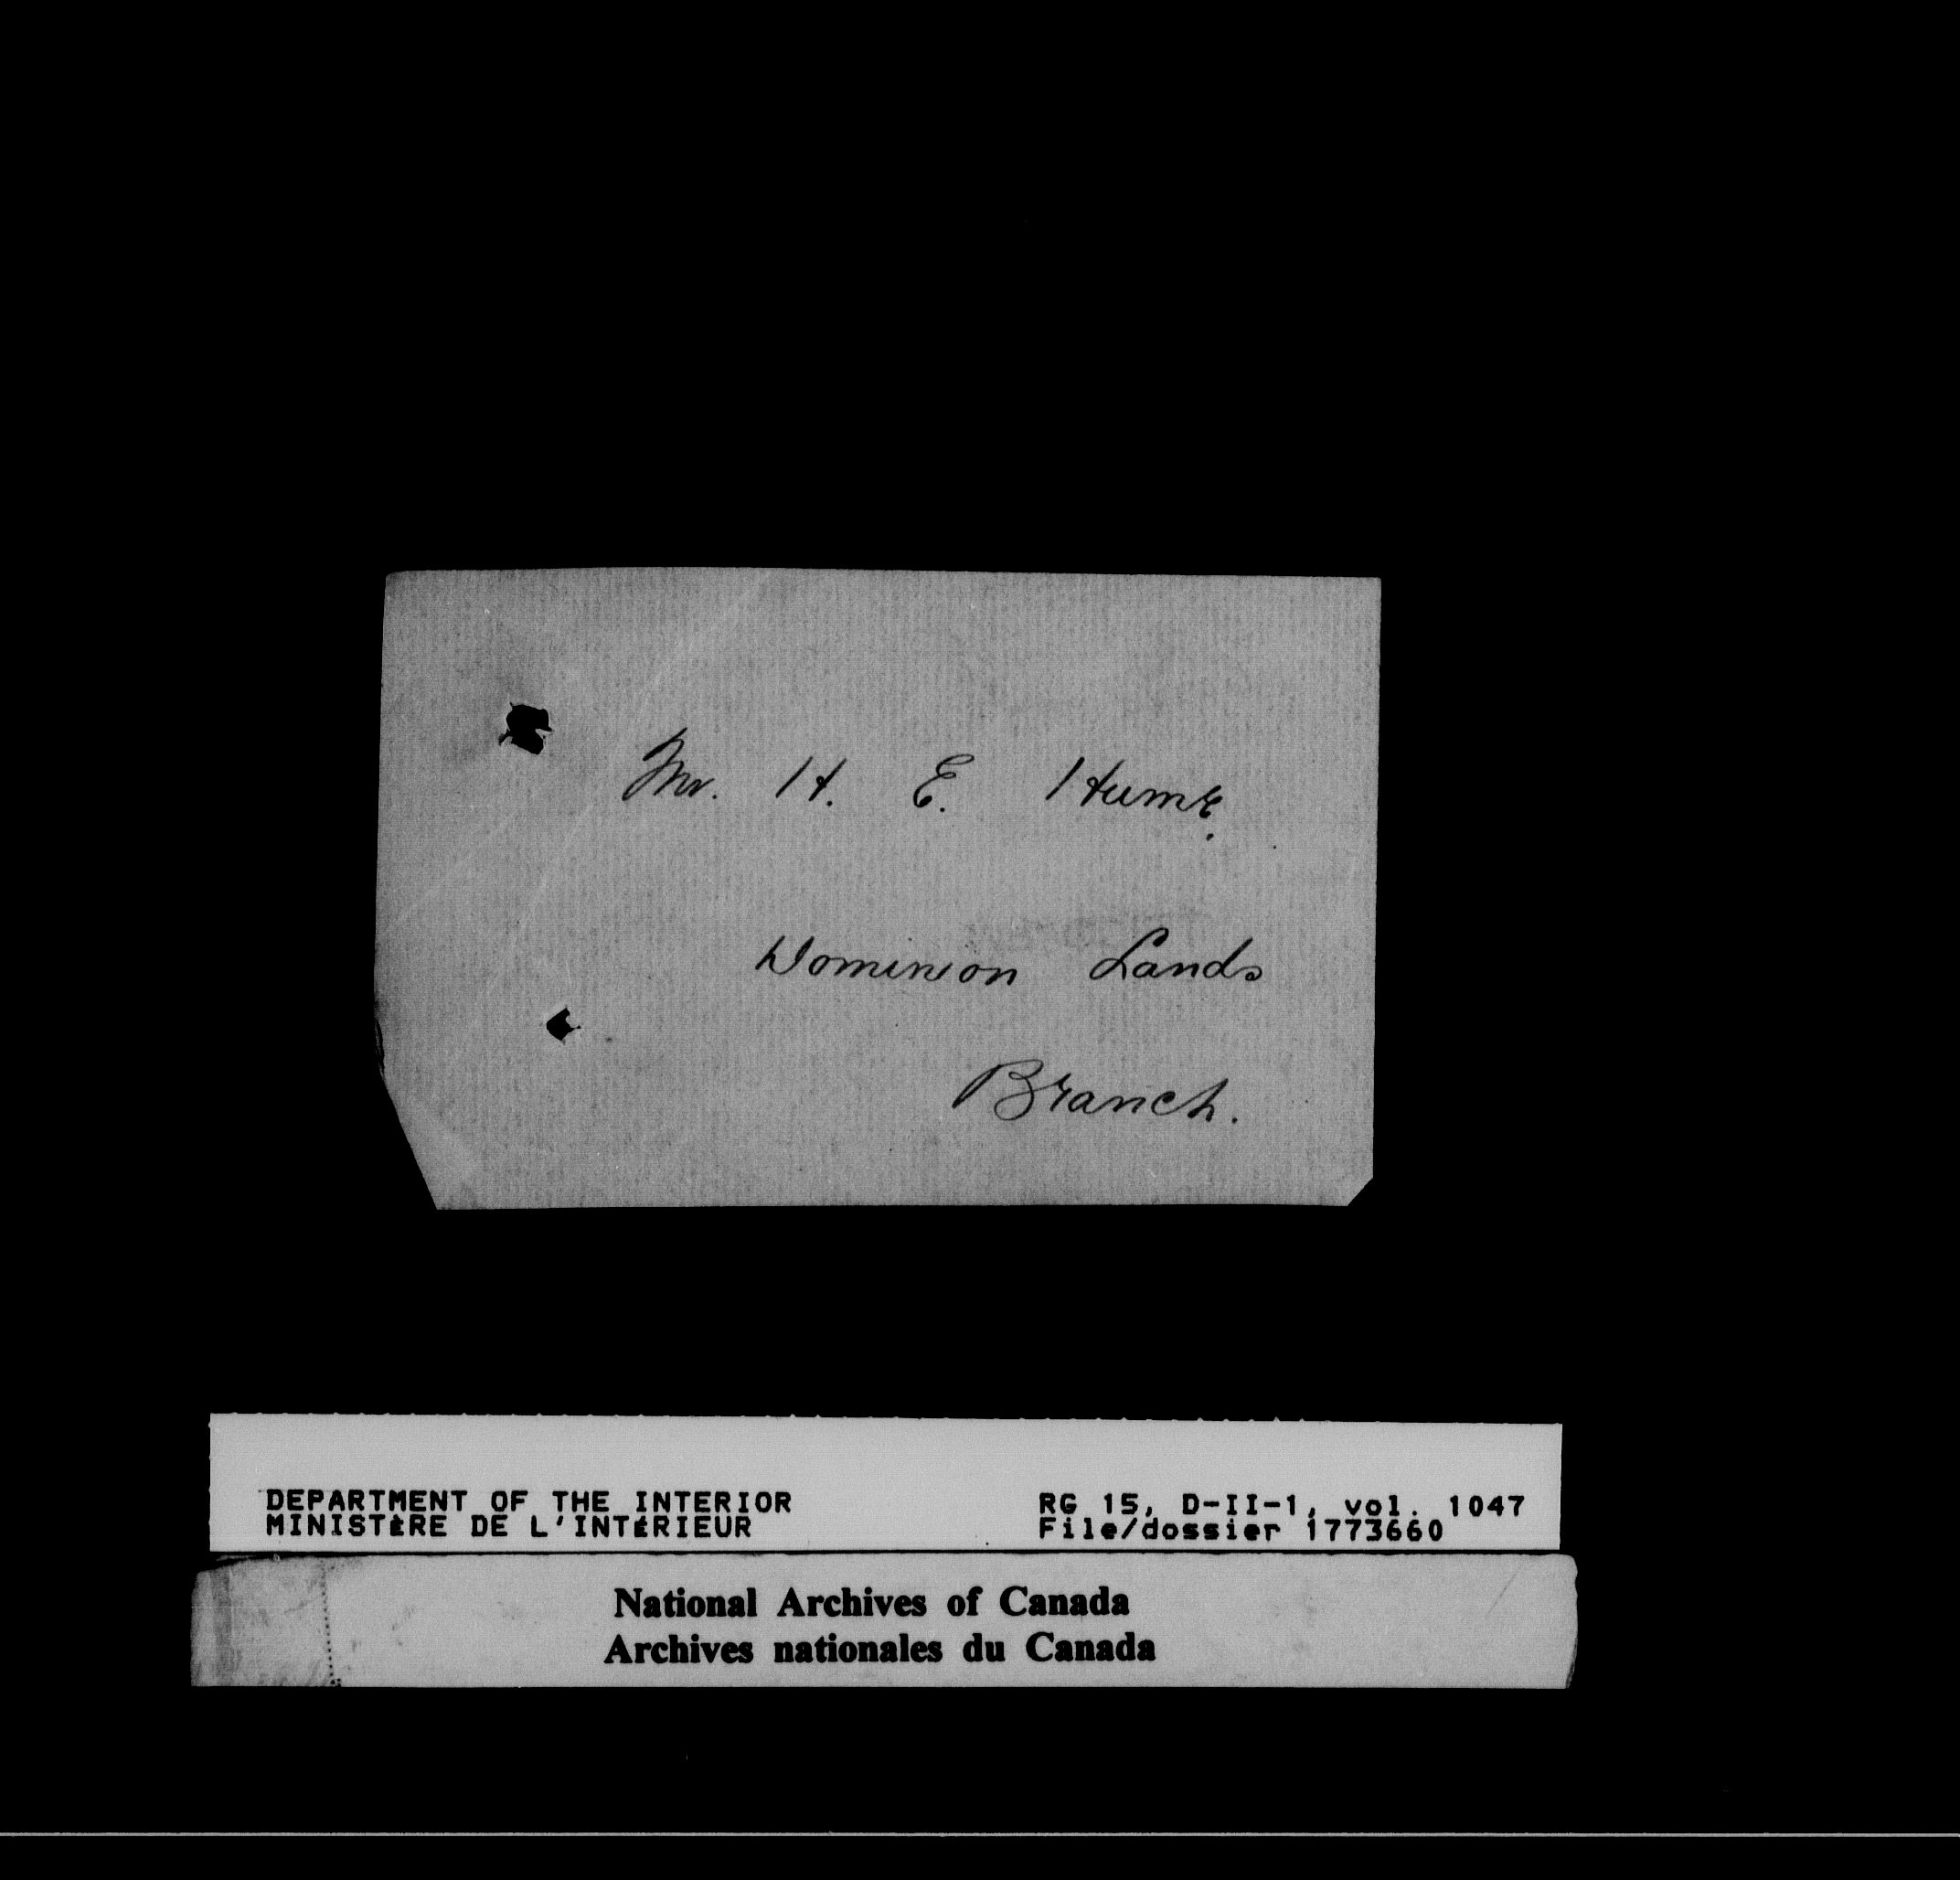 Mr. H. E. Hume.
Dominion Lands
Branch.
DEPARTMENT OF THE INTERIOR
MINISTÈRE DE L'INTÉRIEUR
RG 15, D-II-1, vol. 1047
File/dossier 1773660
National Archives of Canada
Archives nationales du Canada